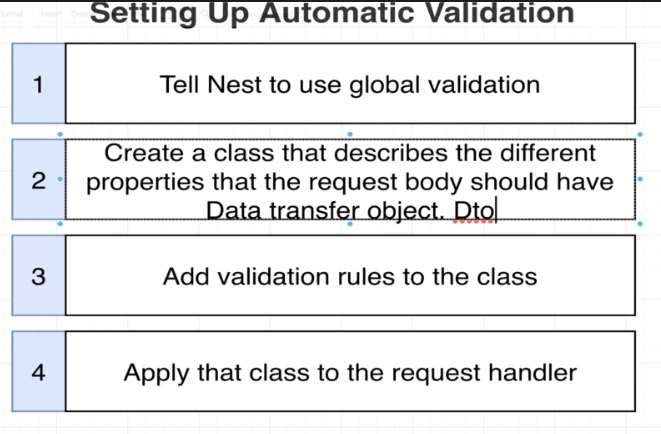 Setting Up Automatic Validation
1
Tell Nest to use global validation
2
Create a class that describes the different
properties that the request body should have
Data transfer object. Dto
3
Add validation rules to the class
4
Apply that class to the request handler